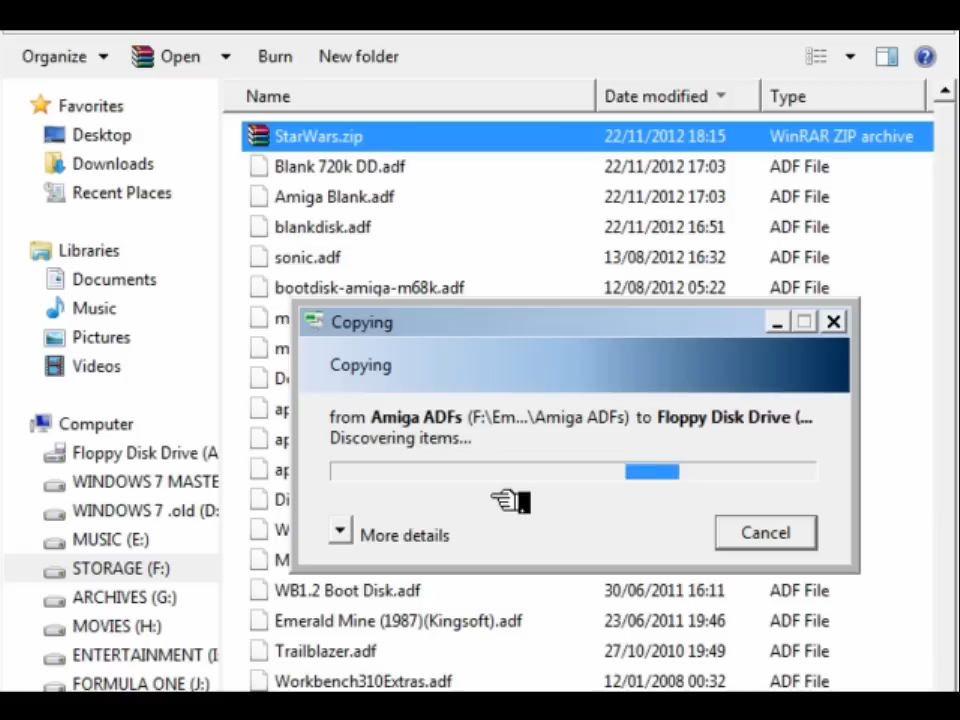 Organize Open Burn New folder
Favorites
Desktop
Downloads
Recent Places
Libraries
Documents
Music
Pictures
Videos
Computer
Floppy Disk Drive (A
WINDOWS 7 MASTE
WINDOWS 7 .old (D:
MUSIC (E:)
STORAGE (F:)
ARCHIVES (G:)
MOVIES (H:)
ENTERTAINMENT (I
FORMULA ONE (J:)
Name Date modified Type
StarWars.zip 22/11/2012 18:15 WinRAR ZIP archive
Blank 720k DD.adf 22/11/2012 17:03 ADF File
Amiga Blank.adf 22/11/2012 17:03 ADF File
blankdisk.adf 22/11/2012 16:51 ADF File
sonic.adf 13/08/2012 16:32 ADF File
bootdisk-amiga-m68k.adf 12/08/2012 05:22 ADF File
Copying
Copying
from Amiga ADFs (F:\Em...\Amiga ADFs) to Floppy Disk Drive (...
Discovering items...
More details Cancel
WB1.2 Boot Disk.adf 30/06/2011 16:11 ADF File
Emerald Mine (1987)(Kingsoft).adf 23/06/2011 19:46 ADF File
Trailblazer.adf 27/10/2010 19:49 ADF File
Workbench310Extras.adf 12/01/2008 00:32 ADF File